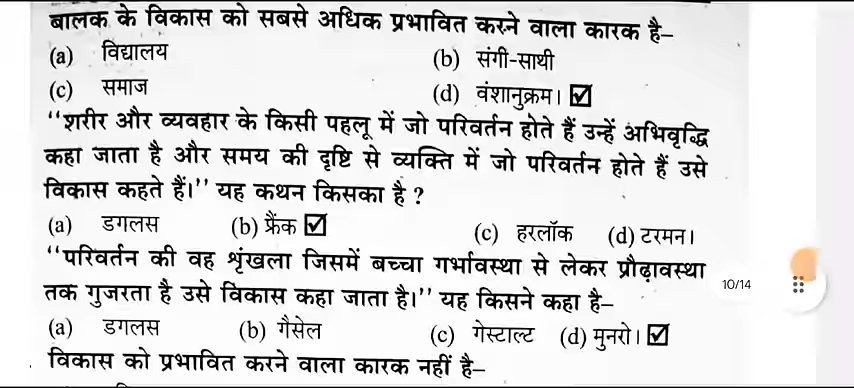 बालक के विकास को सबसे अधिक प्रभावित करने वाला कारक है–
(a) विद्यालय (b) संगी-साथी
(c) समाज (d) वंशानुक्रम। ☑
‘‘शरीर और व्यवहार के किसी पहलू में जो परिवर्तन होते हैं उन्हें अभिवृद्धि
कहा जाता है और समय की दृष्टि से व्यक्ति में जो परिवर्तन होते हैं उसे
विकास कहते हैं।’’ यह कथन किसका है ?
(a) डगलस (b) फ्रैंक ☑ (c) हरलॉक (d) टरमन।
‘‘परिवर्तन की वह शृंखला जिसमें बच्चा गर्भावस्था से लेकर प्रौढ़ावस्था
तक गुजरता है उसे विकास कहा जाता है।’’ यह किसने कहा है–
(a) डगलस (b) गैसेल (c) गेस्टाल्ट (d) मुनरो। ☑
विकास को प्रभावित करने वाला कारक नहीं है–
10/14